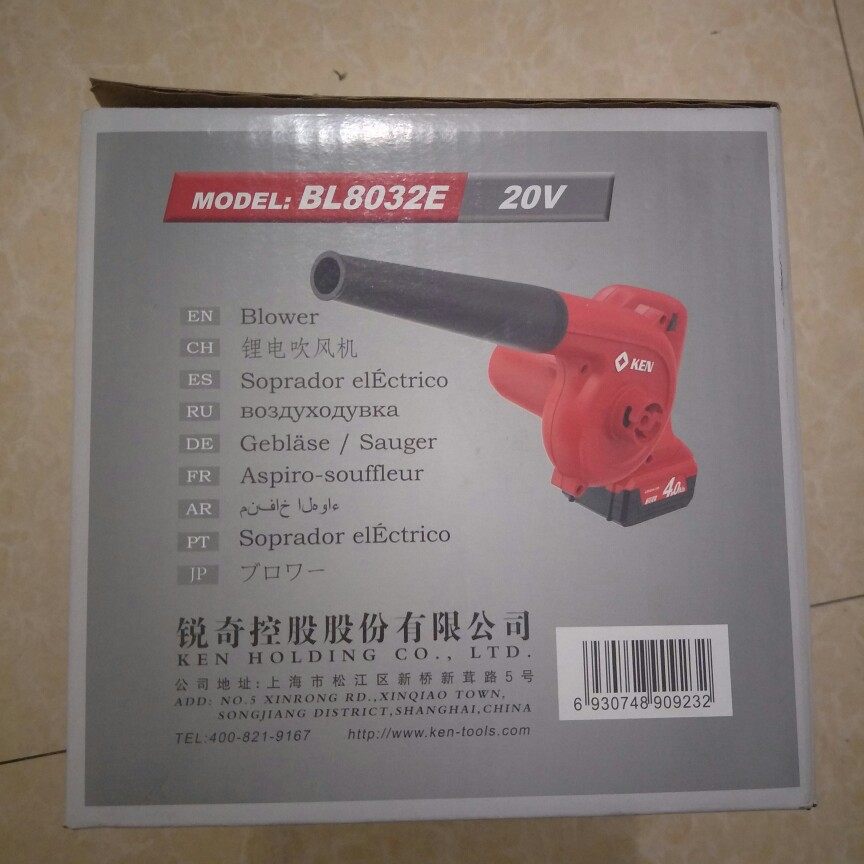 MODEL: BL8032E 20V
KEN
4.0Ah
EN Blower
CH 锂电吹风机
ES Soprador elÉctrico
RU воздуходувка
DE Gebläse / Sauger
FR Aspiro-souffleur
AR منفاخ الهواء
PT Soprador elÉctrico
JP ブロワー
锐奇控股股份有限公司
KEN HOLDING CO., LTD.
公司地址:上海市松江区新桥新茸路5号
ADD: NO.5 XINRONG RD.,XINQIAO TOWN,
SONGJIANG DISTRICT,SHANGHAI,CHINA
TEL:400-821-9167 http://www.ken-tools.com
6 930748 909232